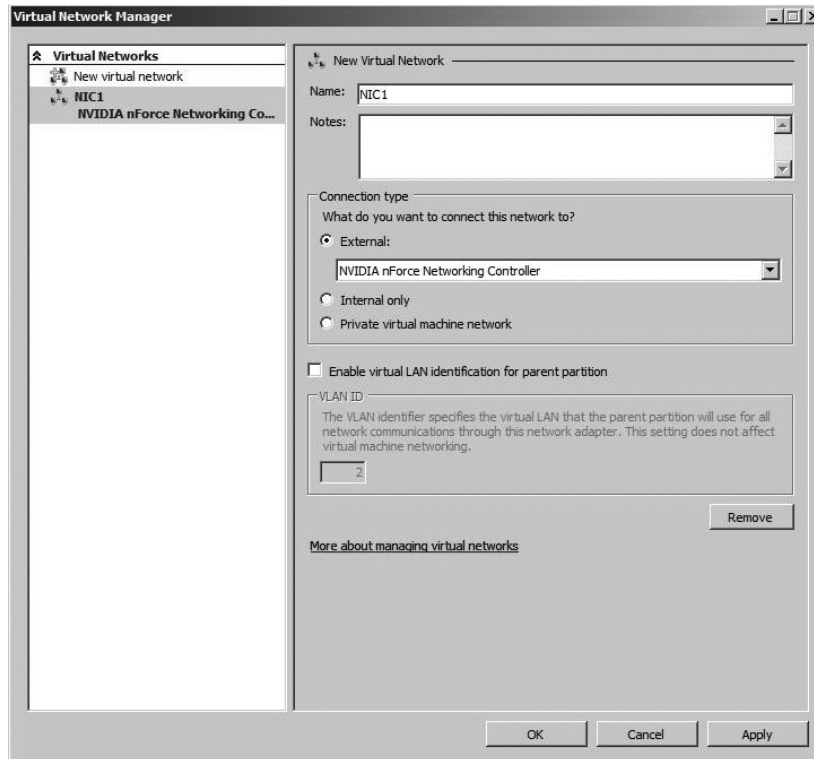 Virtual Network Manager
Virtual Networks
New virtual network
NIC1
NVIDIA nForce Networking Co...
New Virtual Network
Name: NIC1
Notes:
Connection type
What do you want to connect this network to?
External:
NVIDIA nForce Networking Controller
Internal only
Private virtual machine network
Enable virtual LAN identification for parent partition
VLAN ID
The VLAN identifier specifies the virtual LAN that the parent partition will use for all
network communications through this network adapter. This setting does not affect
virtual machine networking.
2
Remove
More about managing virtual networks
OK Cancel Apply